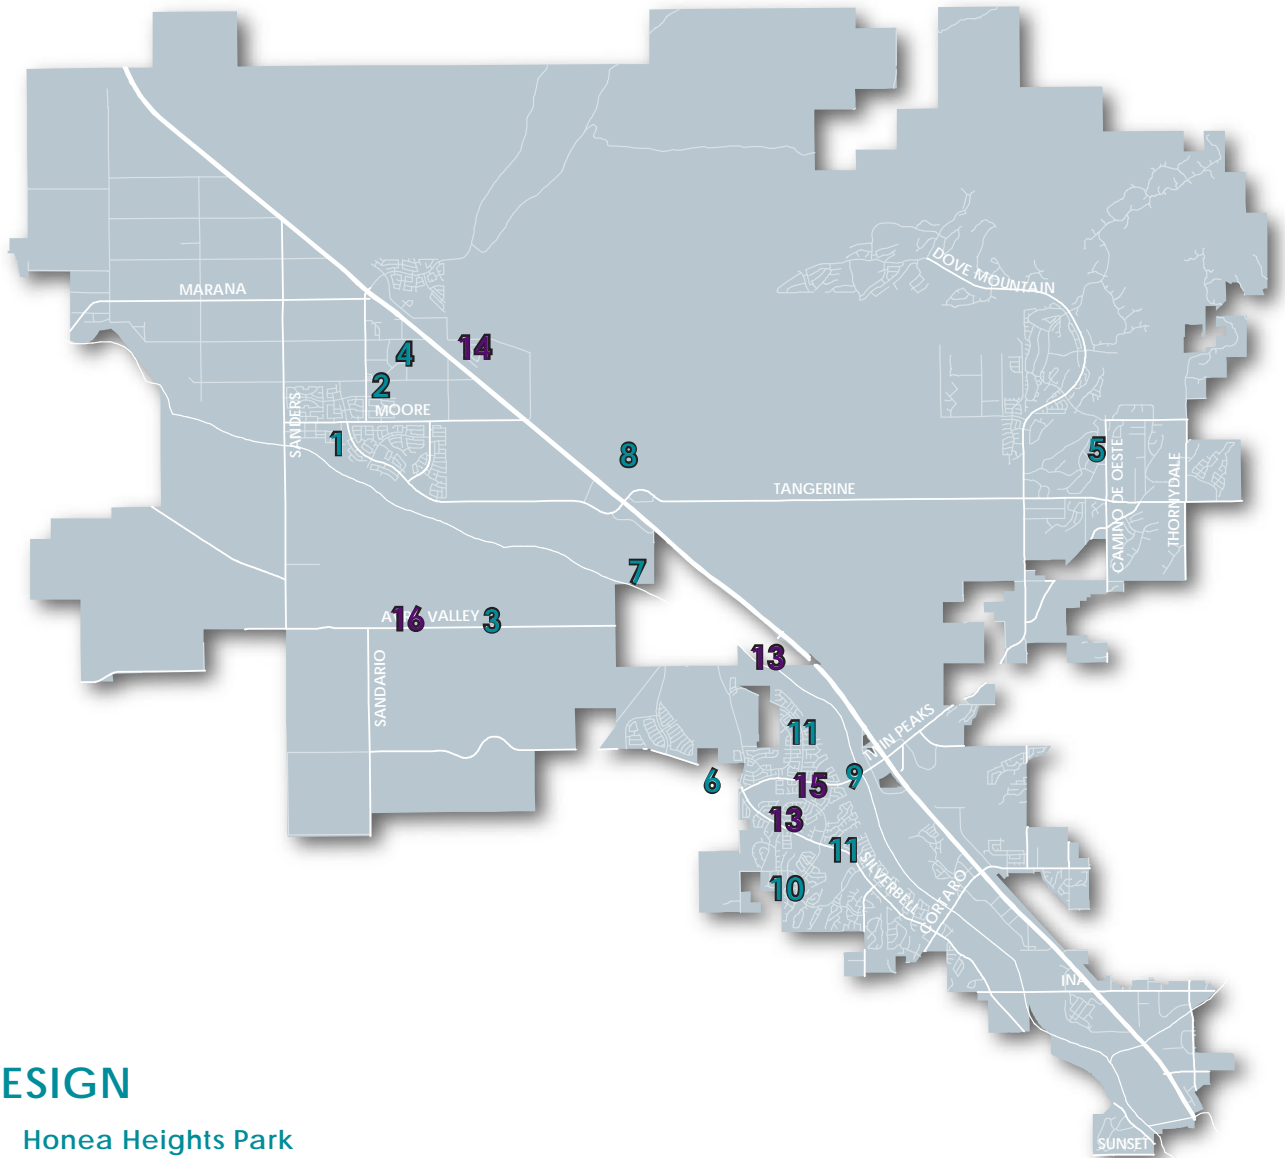 DOVE MOUNTAIN
MARANA
14
4
2
MOORE
SANDERS
1
8
5
CAMINO DE OESTE
THORNYDALE
TANGERINE
7
16
VALLEY
3
SANDARIO
13
11
TWIN PEAKS
6
15
9
13
11
SILVERBELL
10
CORTARO
INA
SUNSET
ESIGN
Honea Heights Park